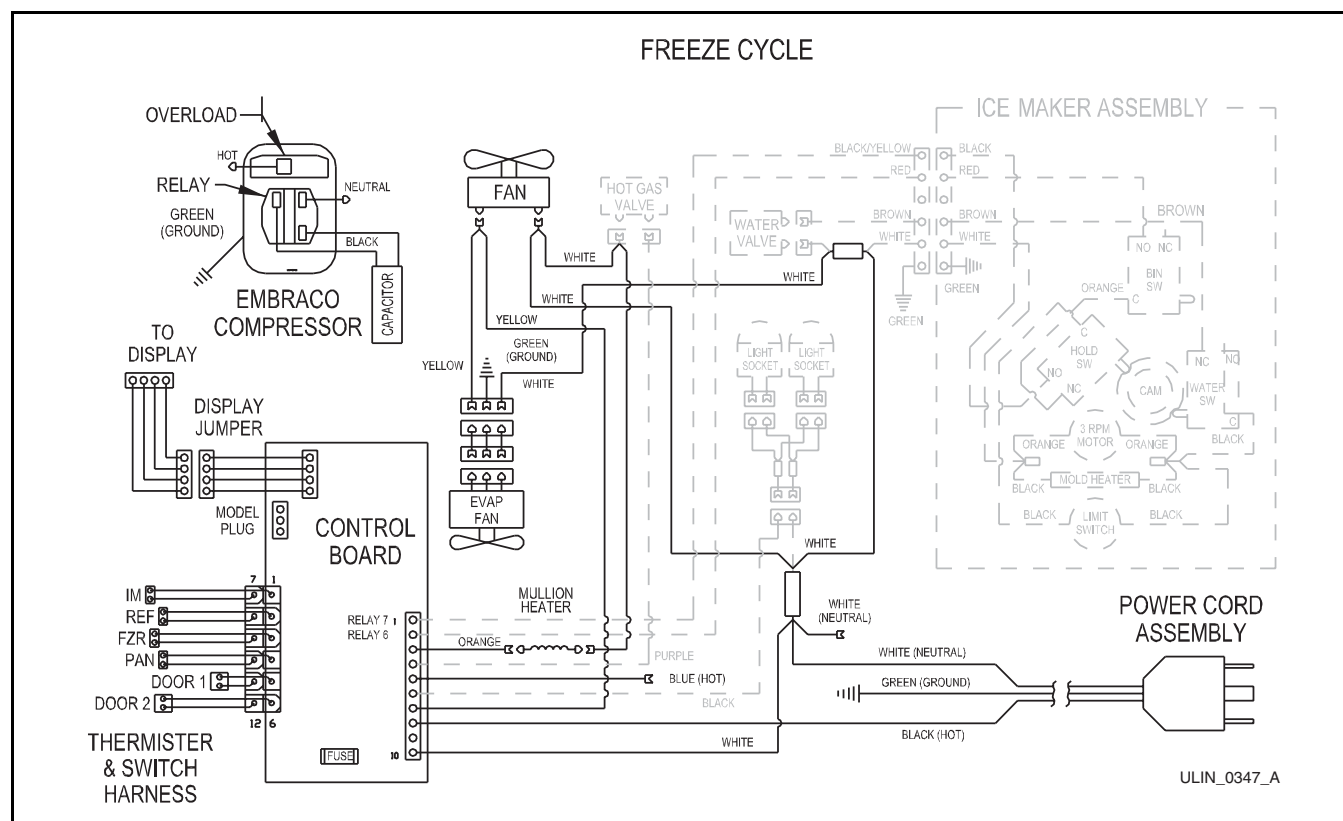 FREEZE CYCLE
OVERLOAD
HOT
RELAY
NEUTRAL
GREEN
(GROUND)
BLACK
CAPACITOR
EMBRACO
COMPRESSOR
FAN
HOT GAS
VALVE
WATER
VALVE
ICE MAKER ASSEMBLY
BLACK/YELLOW
BLACK
RED
RED
BROWN
BROWN
WHITE
WHITE
BROWN
NO
NC
BIN
SW
C
ORANGE
GREEN
GREEN
WHITE
WHITE
WHITE
YELLOW
GREEN
(GROUND)
YELLOW
WHITE
LIGHT
SOCKET
LIGHT
SOCKET
C
HOLD
SW
NO
NC
CAM
NC
NO
WATER
SW
C
BLACK
3 RPM
MOTOR
ORANGE
ORANGE
MOLD HEATER
BLACK
BLACK
BLACK
LIMIT
SWITCH
BLACK
TO
DISPLAY
DISPLAY
JUMPER
MODEL
PLUG
CONTROL
BOARD
EVAP
FAN
WHITE
7
1
IM
REF
FZR
PAN
DOOR 1
DOOR 2
12
6
THERMISTER
& SWITCH
HARNESS
RELAY 7
1
RELAY 6
10
FUSE
MULLION
HEATER
ORANGE
PURPLE
BLUE (HOT)
BLACK
WHITE
(NEUTRAL)
WHITE (NEUTRAL)
GREEN (GROUND)
BLACK (HOT)
WHITE
POWER CORD
ASSEMBLY
ULIN_0347_A